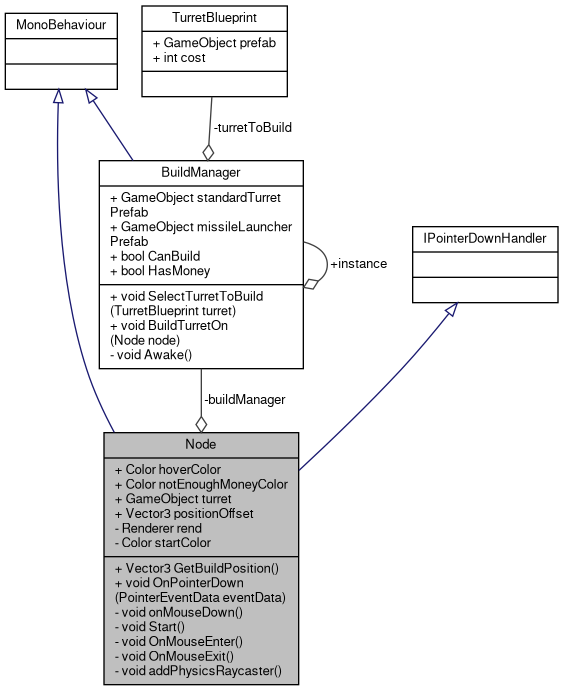 MonoBehaviour
TurretBlueprint
+ GameObject prefab
+ int cost
-turretToBuild
BuildManager
+ GameObject standardTurret
Prefab
+ GameObject missileLauncher
Prefab
+ bool CanBuild
+ bool HasMoney
+ void SelectTurretToBuild
(TurretBlueprint turret)
+ void BuildTurretOn
(Node node)
- void Awake()
+instance
IPointerDownHandler
-buildManager
Node
+ Color hoverColor
+ Color notEnoughMoneyColor
+ GameObject turret
+ Vector3 positionOffset
- Renderer rend
- Color startColor
+ Vector3 GetBuildPosition()
+ void OnPointerDown
(PointerEventData eventData)
- void onMouseDown()
- void Start()
- void OnMouseEnter()
- void OnMouseExit()
- void addPhysicsRaycaster()